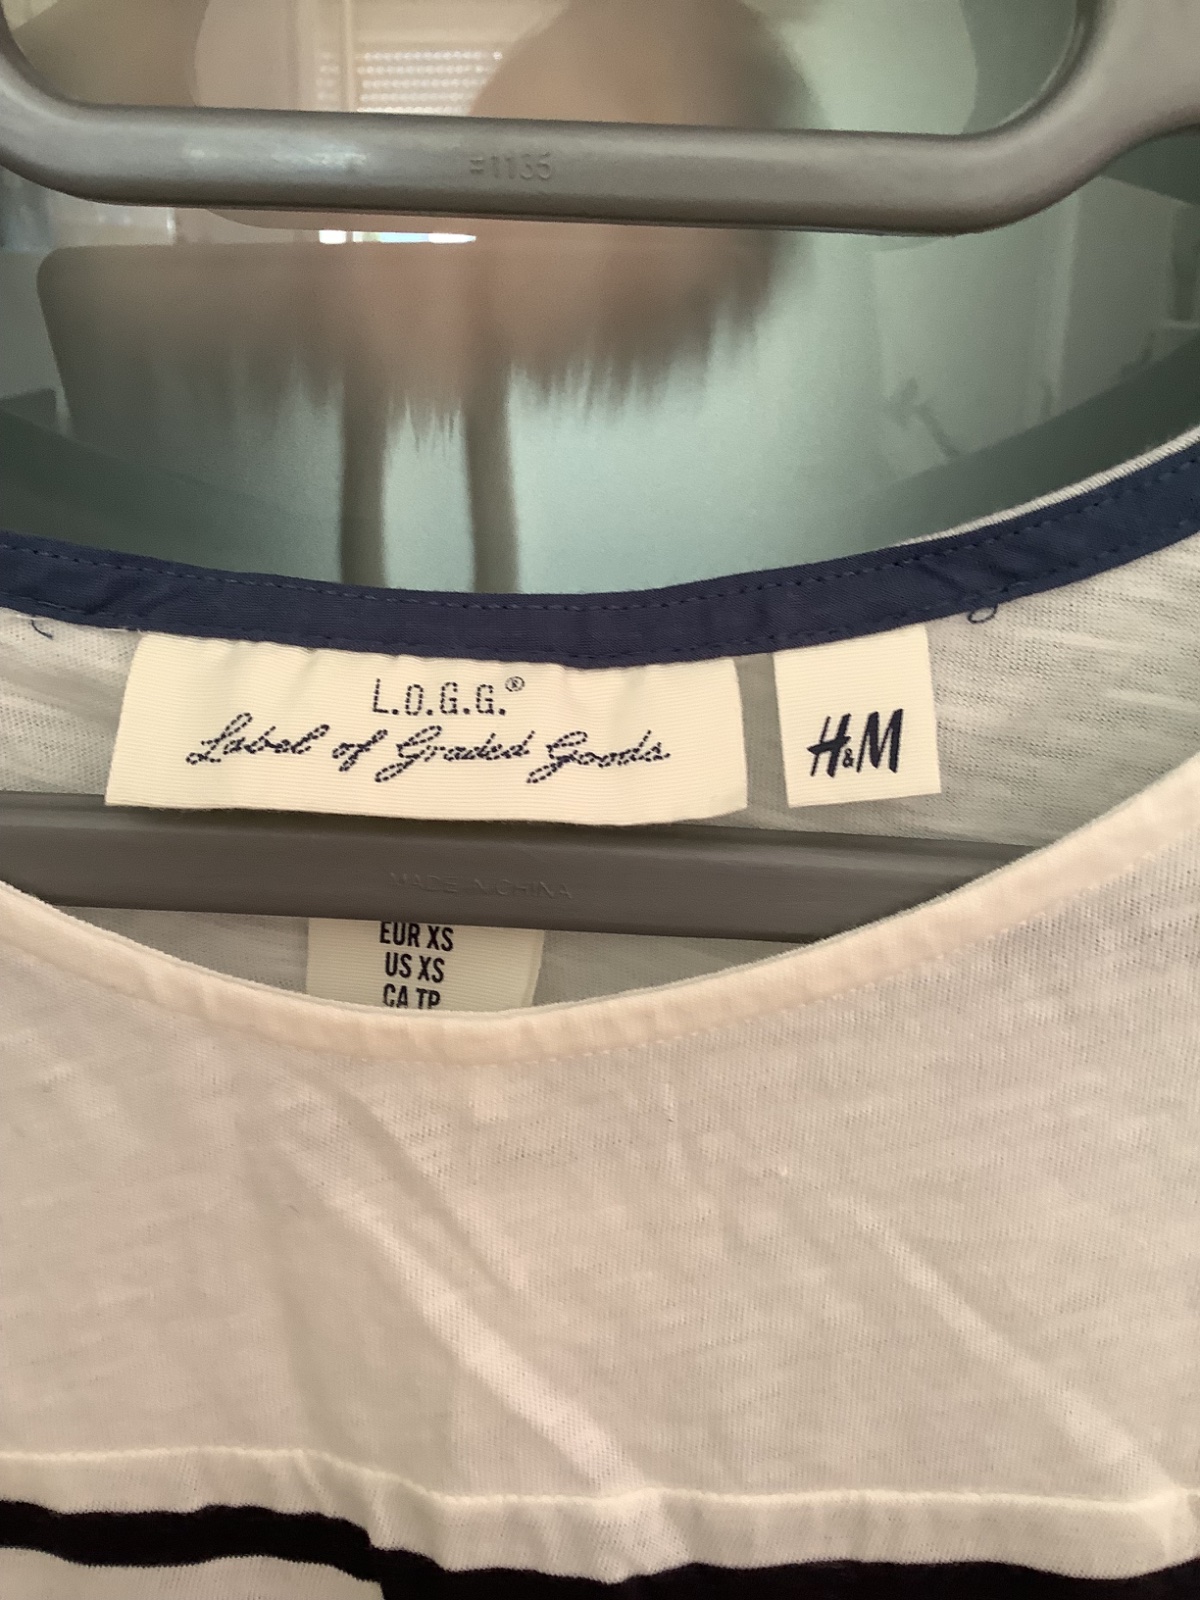 =1135
L.O.G.G.®
Label of Graded Goods
H&M
MADE IN CHINA
EUR XS
US XS
CA TP